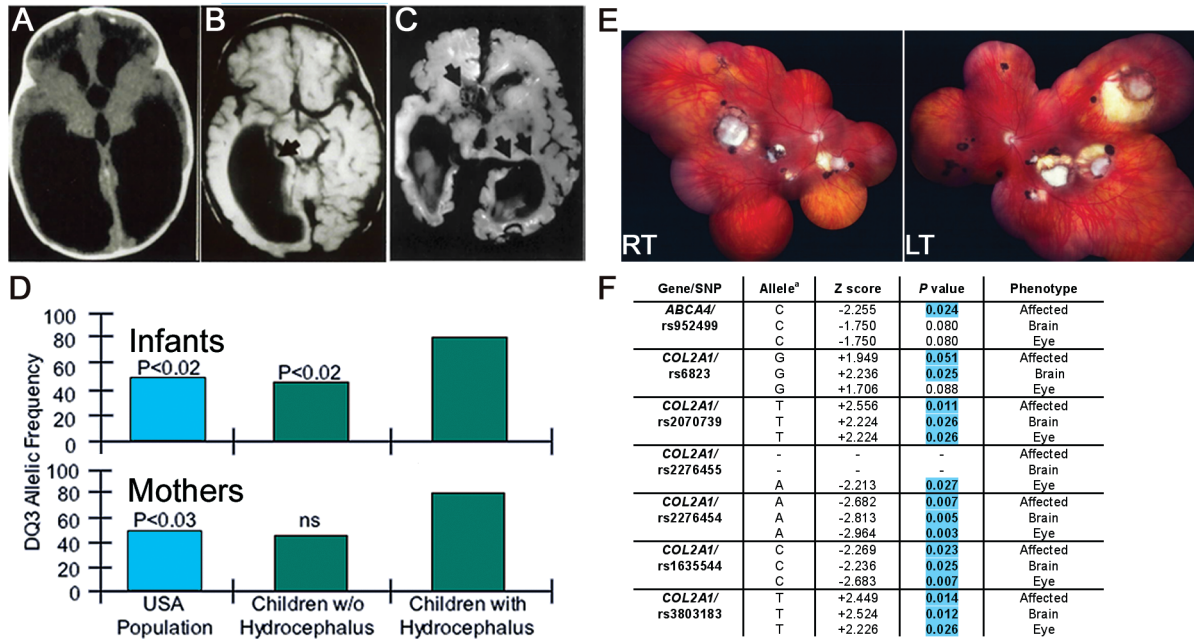 A
B
C
D
100
80
60
40
20
0
Infants
P<0.02
P<0.02
100
80
60
40
20
0
Mothers
P<0.03
ns
DQ3 Allelic Frequency
USA
Population
Children w/o
Hydrocephalus
Children with
Hydrocephalus
E
RT
LT
F
Gene/SNP Alleleᵃ Z score P value Phenotype
ABCA4/ C -2.255 0.024 Affected
rs952499 C -1.750 0.080 Brain
C -1.750 0.080 Eye
COL2A1/ G +1.949 0.051 Affected
rs6823 G +2.236 0.025 Brain
G +1.706 0.088 Eye
COL2A1/ T +2.556 0.011 Affected
rs2070739 T +2.224 0.026 Brain
T +2.224 0.026 Eye
COL2A1/ - - - Affected
rs2276455 - - - Brain
A -2.213 0.027 Eye
COL2A1/ A -2.682 0.007 Affected
rs2276454 A -2.813 0.005 Brain
A -2.964 0.003 Eye
COL2A1/ C -2.269 0.023 Affected
rs1635544 C -2.236 0.025 Brain
C -2.683 0.007 Eye
COL2A1/ T +2.449 0.014 Affected
rs3803183 T +2.524 0.012 Brain
T +2.226 0.026 Eye